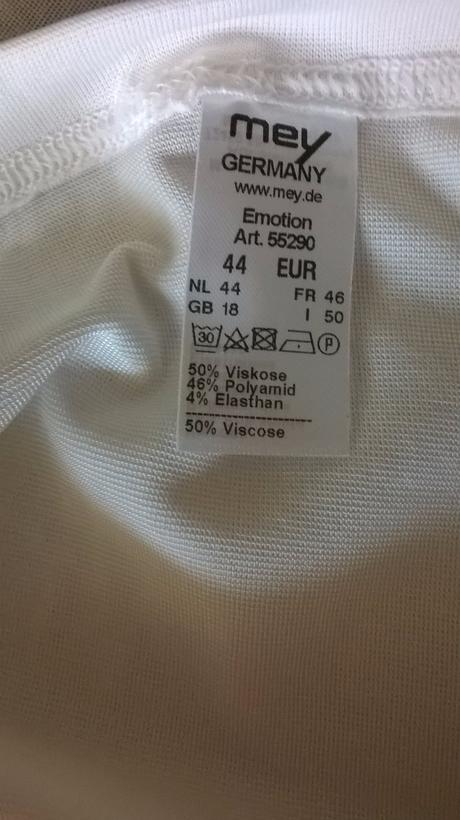 mey
GERMANY
www.mey.de
Emotion
Art. 55290
44 EUR
NL 44 FR 46
GB 18 I 50
30 P
50% Viskose
46% Polyamid
4% Elasthan
50% Viscose